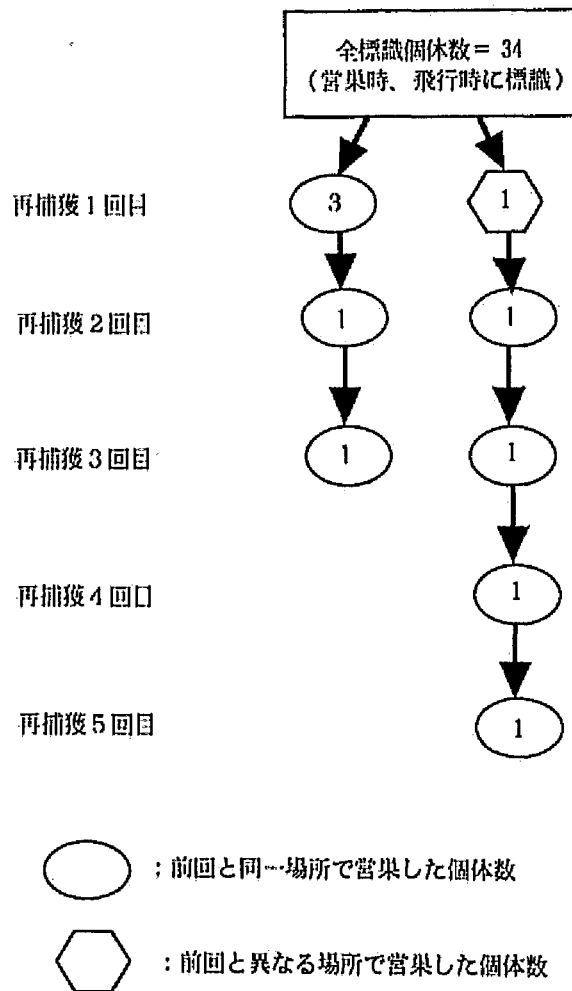 全標識個体数= 34
（営巣時、飛行時に標識）
再捕獲1回目
3
1
再捕獲2回目
1
1
再捕獲3回目
1
1
再捕獲4回目
1
再捕獲5回目
1
；前回と同一場所で営巣した個体数
：前回と異なる場所で営巣した個体数